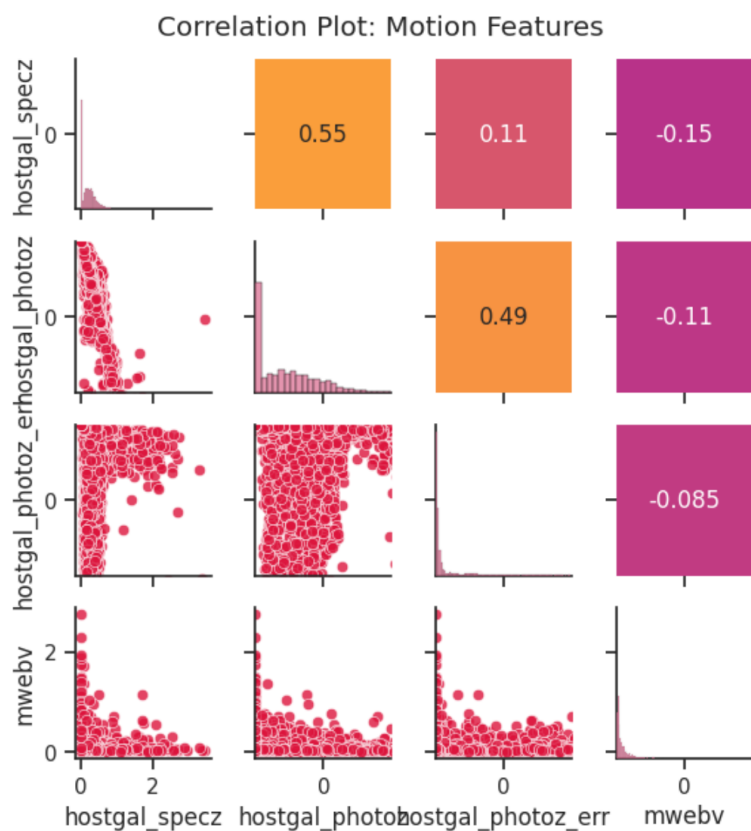 Correlation Plot: Motion Features
hostgal_specz
0
0.55
0.11
-0.15
hostgal_photoz
0
0.49
-0.11
hostgal_photoz_err
0
-0.085
mwebv
2
0
0
2
0
0
0
hostgal_specz
hostgal_photoz
hostgal_photoz_err
mwebv